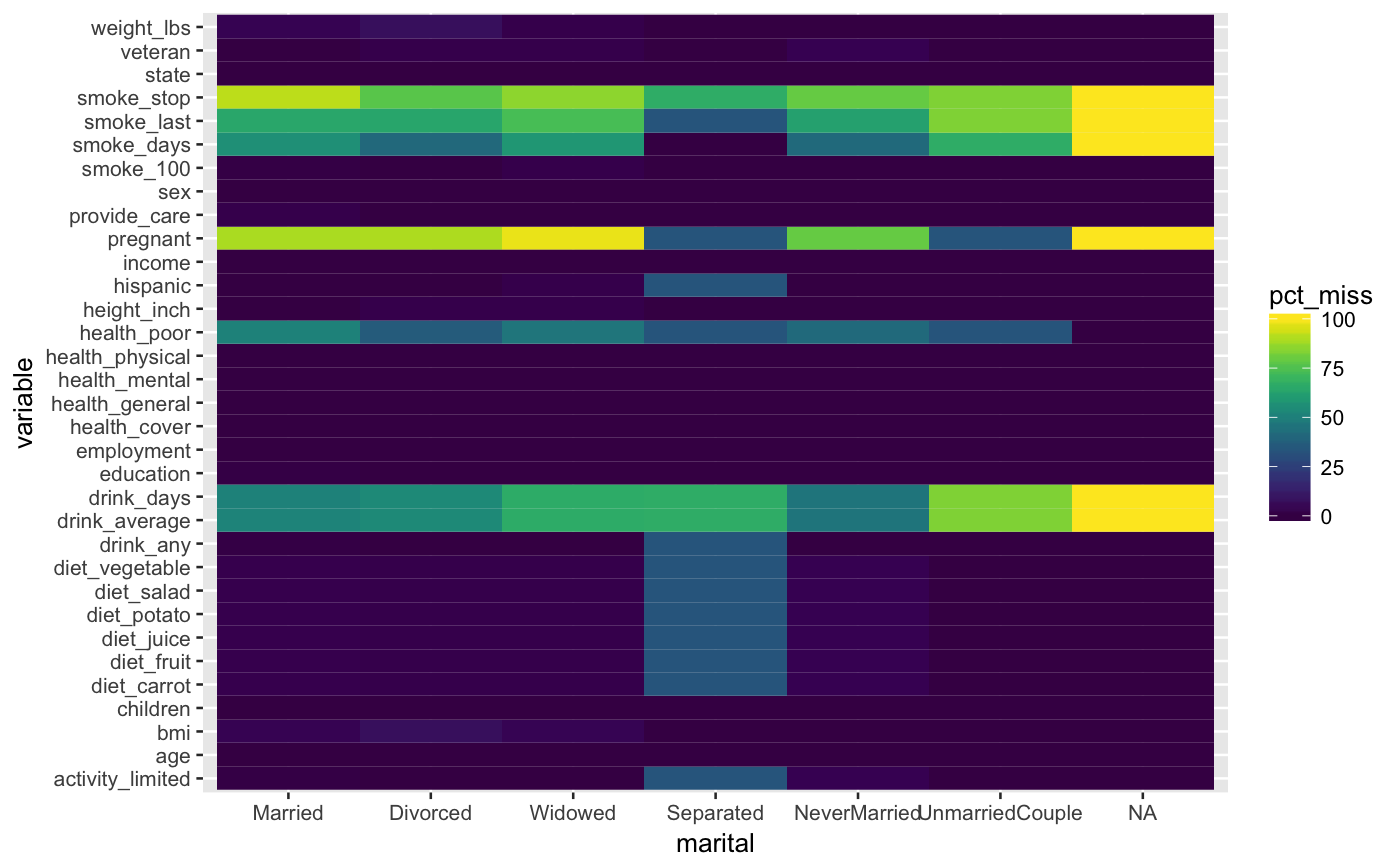 weight_lbs
veteran
state
smoke_stop
smoke_last
smoke_days
smoke_100
sex
provide_care
pregnant
income
hispanic
height_inch
health_poor
health_physical
health_mental
health_general
health_cover
employment
education
drink_days
drink_average
drink_any
diet_vegetable
diet_salad
diet_potato
diet_juice
diet_fruit
diet_carrot
children
bmi
age
activity_limited
variable
Married Divorced Widowed Separated NeverMarried UnmarriedCouple NA
marital
pct_miss
100
75
50
25
0